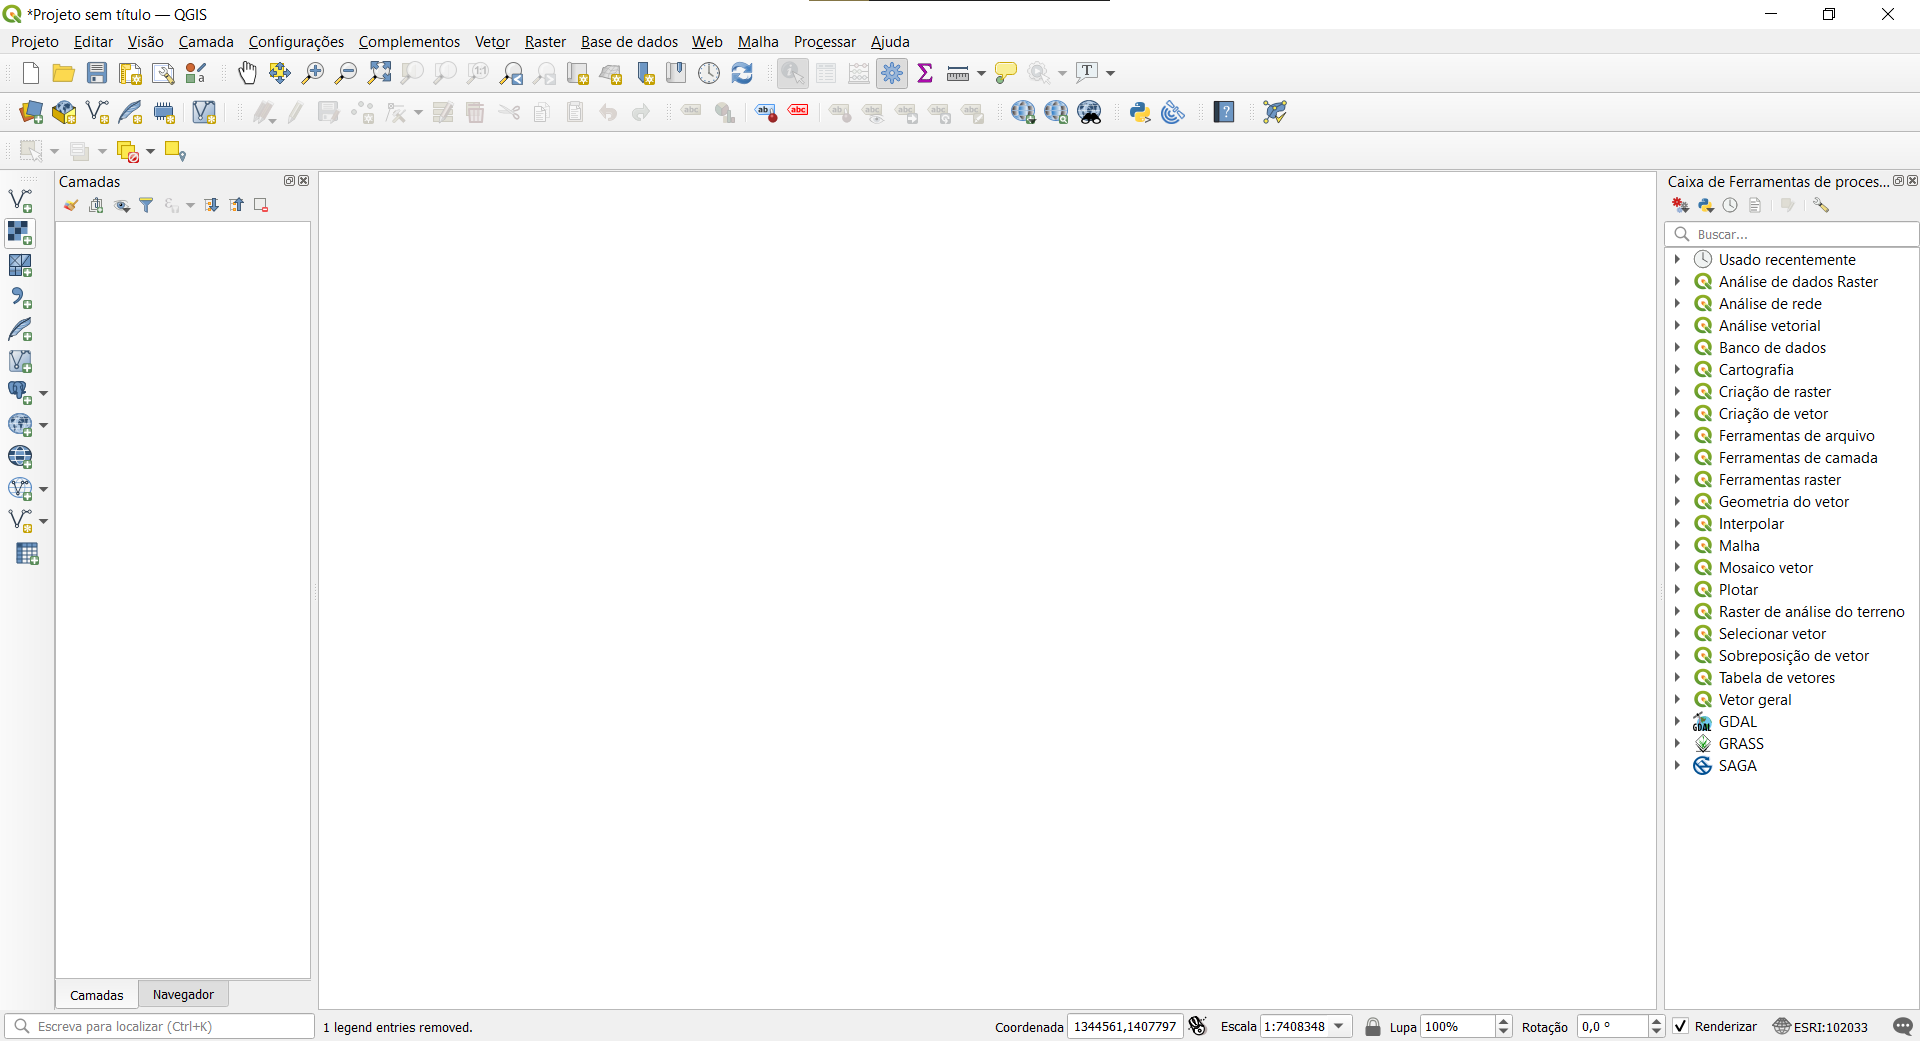 *Projeto sem título — QGIS
Projeto Editar Visão Camada Configurações Complementos Vetor Raster Base de dados Web Malha Processar Ajuda
Camadas
Caixa de Ferramentas de proces...
Buscar...
Usado recentemente
Análise de dados Raster
Análise de rede
Análise vetorial
Banco de dados
Cartografia
Criação de raster
Criação de vetor
Ferramentas de arquivo
Ferramentas de camada
Ferramentas raster
Geometria do vetor
Interpolar
Malha
Mosaico vetor
Plotar
Raster de análise do terreno
Selecionar vetor
Sobreposição de vetor
Tabela de vetores
Vetor geral
GDAL
GRASS
SAGA
Camadas Navegador
Escreva para localizar (Ctrl+K) 1 legend entries removed. Coordenada 1344561,1407797 Escala 1:7408348 Lupa 100% Rotação 0,0 ° Renderizar ESRI:102033